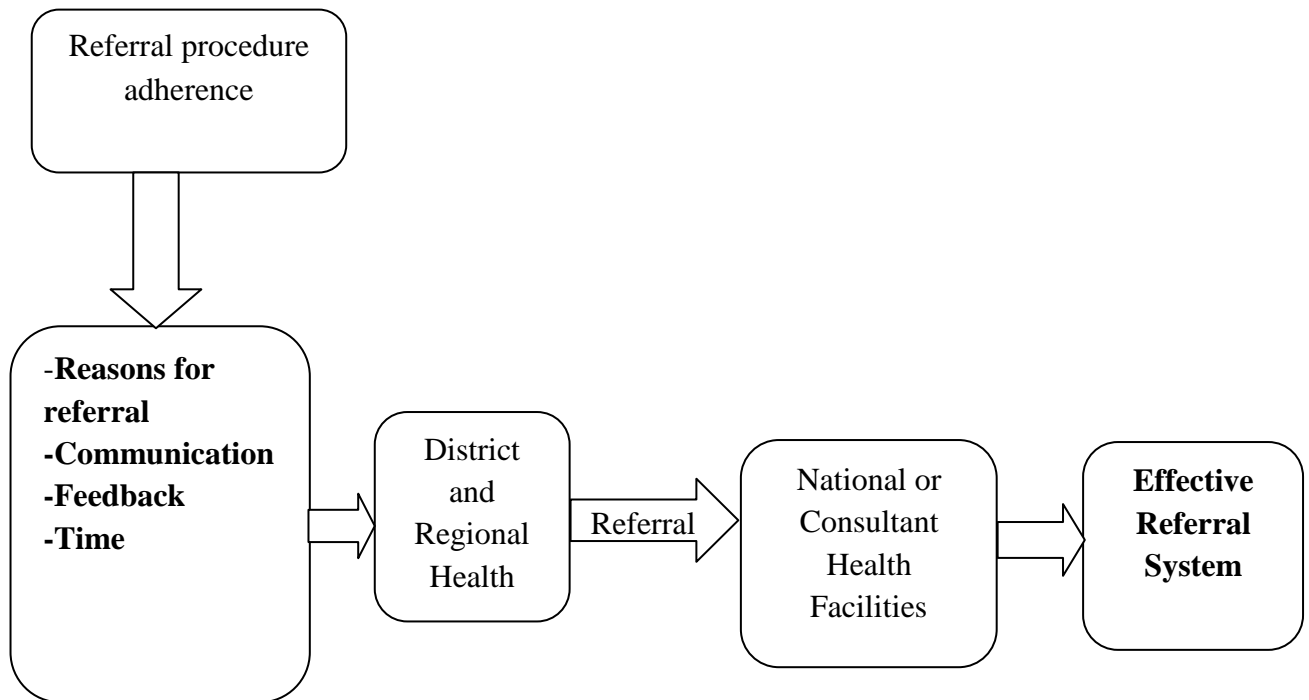 Referral procedure
adherence
-Reasons for
referral
-Communication
-Feedback
-Time
District
and
Regional
Health
Referral
National or
Consultant
Health
Facilities
Effective
Referral
System